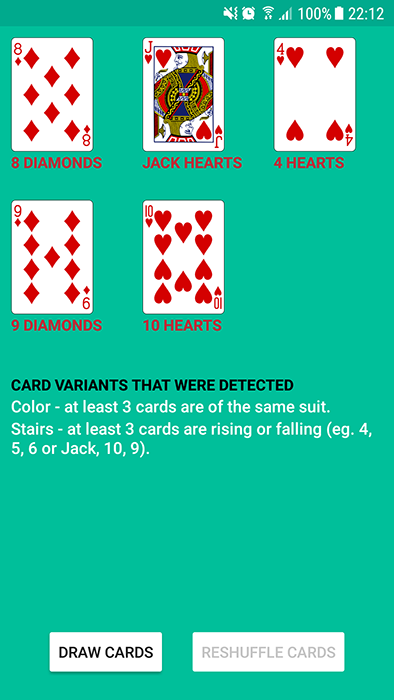 100% 22:12
8 J 4
8 J 4
8 DIAMONDS JACK HEARTS 4 HEARTS
9 10
9 10
9 DIAMONDS 10 HEARTS
CARD VARIANTS THAT WERE DETECTED
Color - at least 3 cards are of the same suit.
Stairs - at least 3 cards are rising or falling (eg. 4,
5, 6 or Jack, 10, 9).
DRAW CARDS RESHUFFLE CARDS